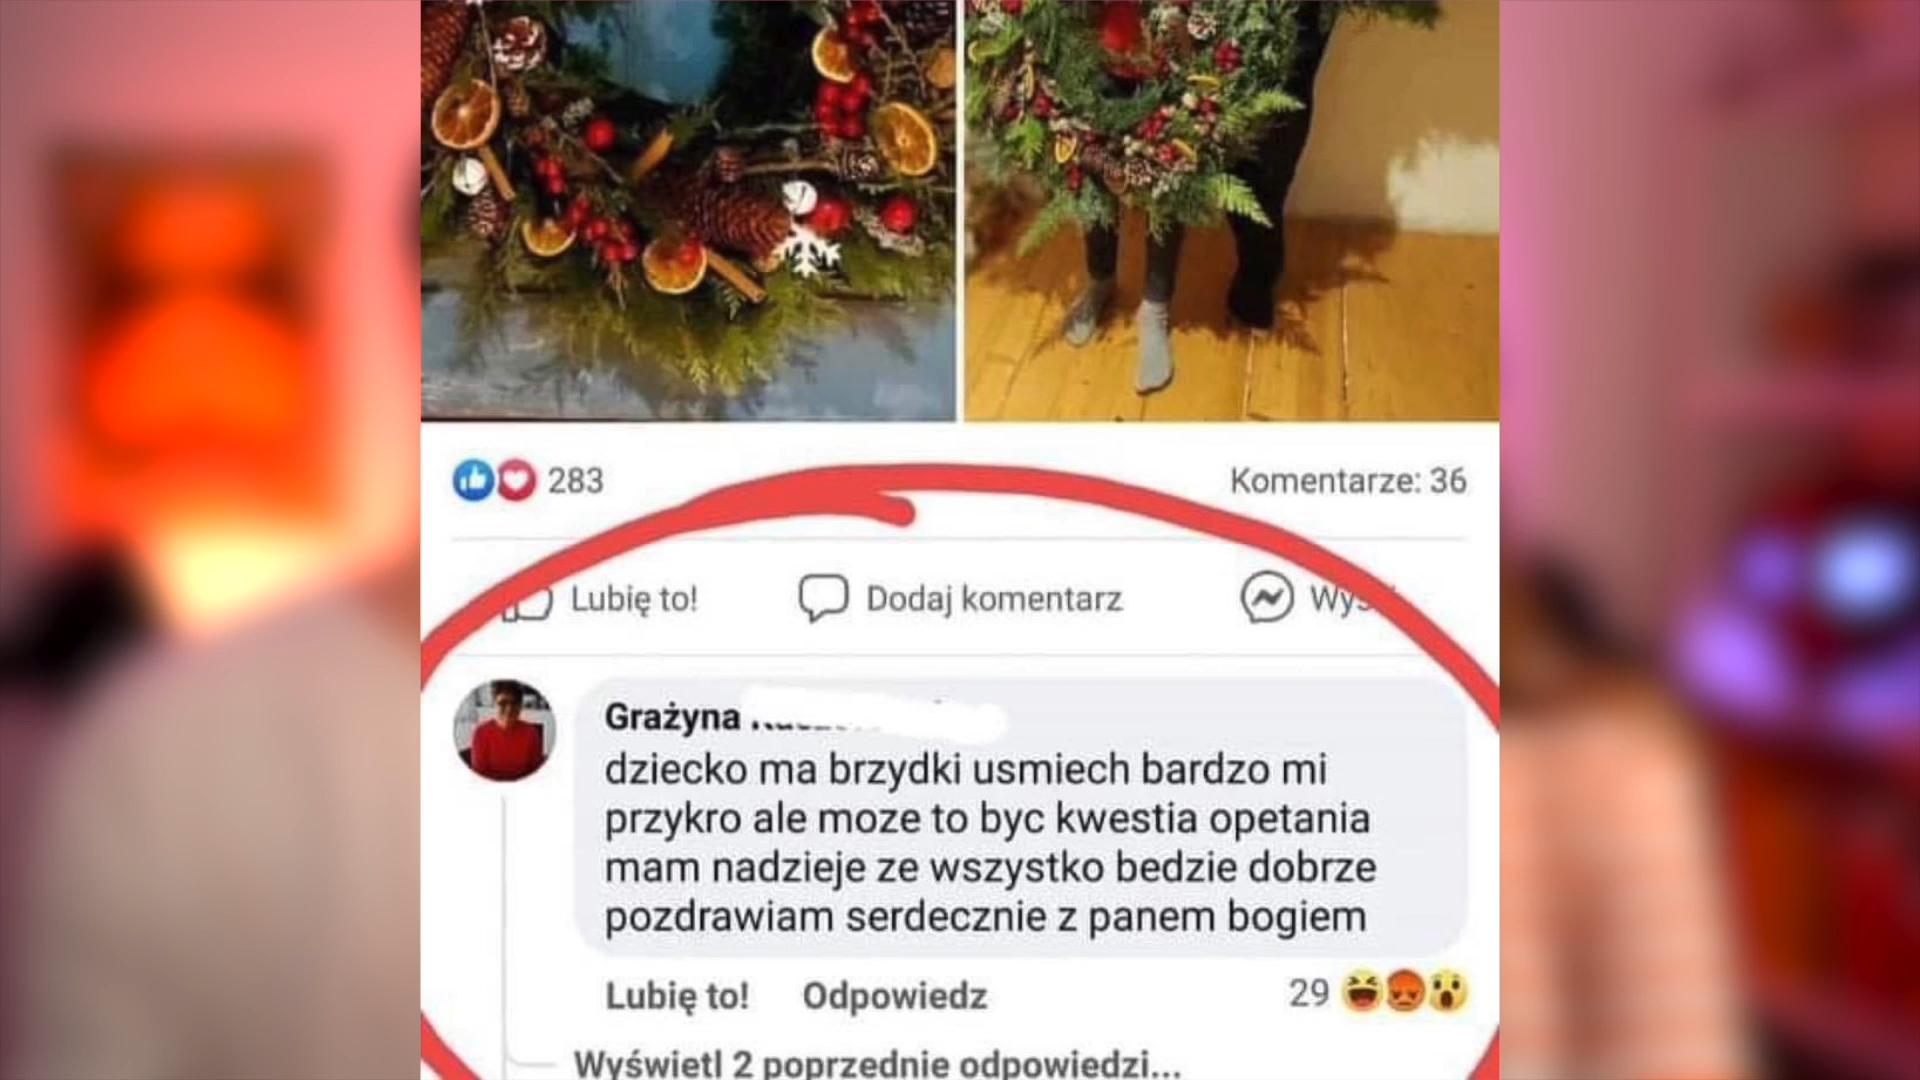 283
Komentarze: 36
Lubię to!
Dodaj komentarz
Grażyna
dziecko ma brzydki usmiech bardzo mi
przykro ale moze to byc kwestia opetania
mam nadzieje ze wszystko bedzie dobrze
pozdrawiam serdecznie z panem bogiem
Lubię to!
Odpowiedz
29
Wyświetl 2 poprzednie odpowiedzi...